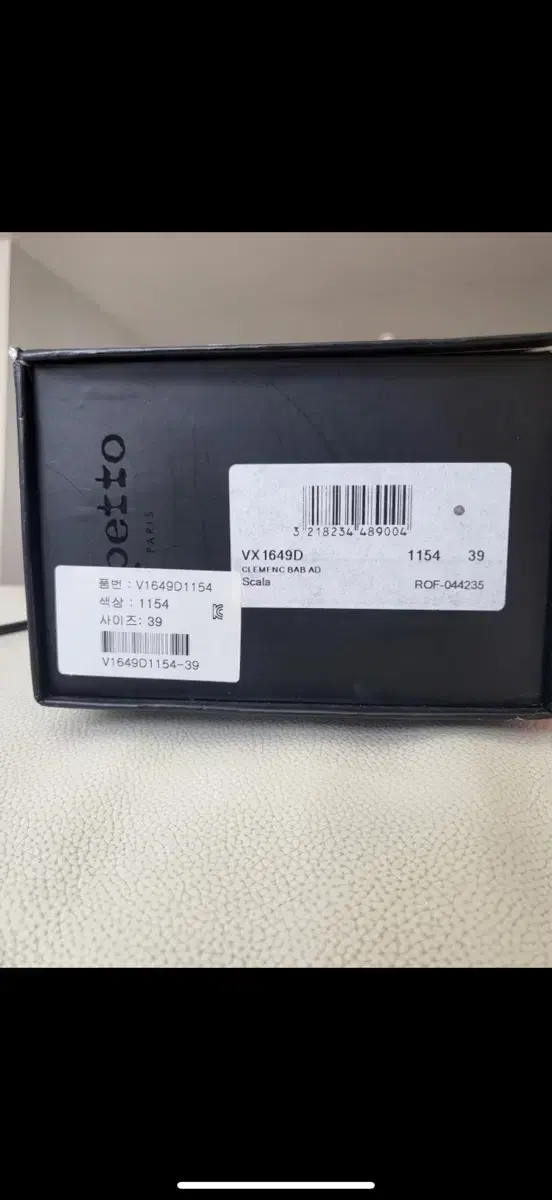 petto
PARIS
3 218234 489004
VX1649D 1154 39
CLEMENC BAB AD
Scala ROF-044235
품번 : V1649D1154
색상 : 1154
사이즈: 39
V1649D1154-39